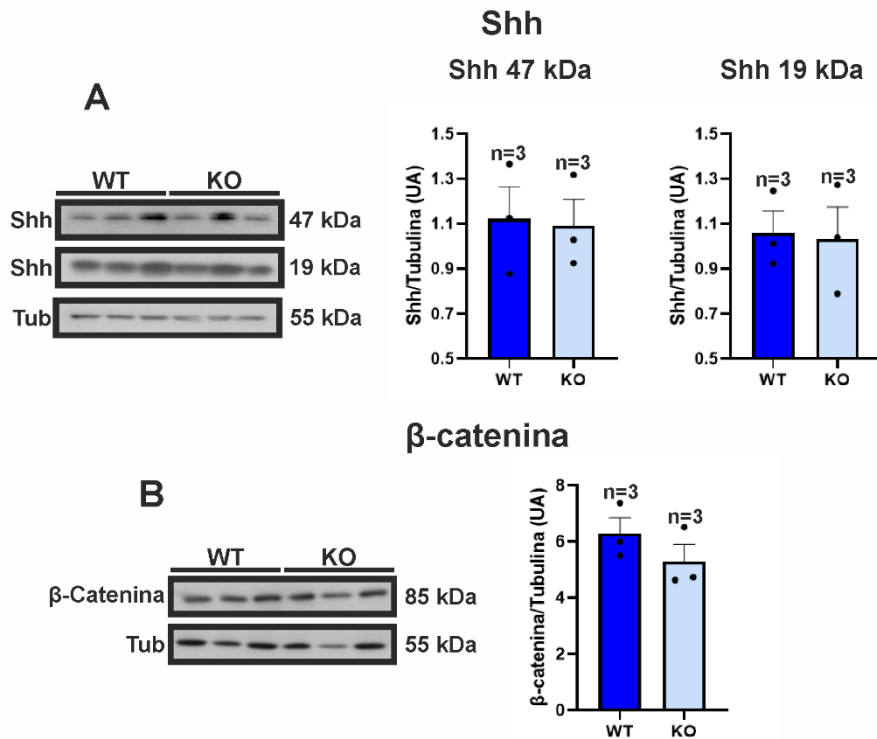 Shh
Shh 47 kDa
Shh 19 kDa
A
WT KO
Shh 47 kDa
Shh 19 kDa
Tub 55 kDa
Shh/Tubulina (UA)
1.5
1.3
1.1
0.9
0.7
0.5
n=3
n=3
WT
KO
Shh/Tubulina (UA)
1.5
1.3
1.1
0.9
0.7
0.5
n=3
n=3
WT
KO
β-catenina
B
WT KO
β-Catenina 85 kDa
Tub 55 kDa
β-catenina/Tubulina (UA)
8
6
4
2
0
n=3
n=3
WT
KO